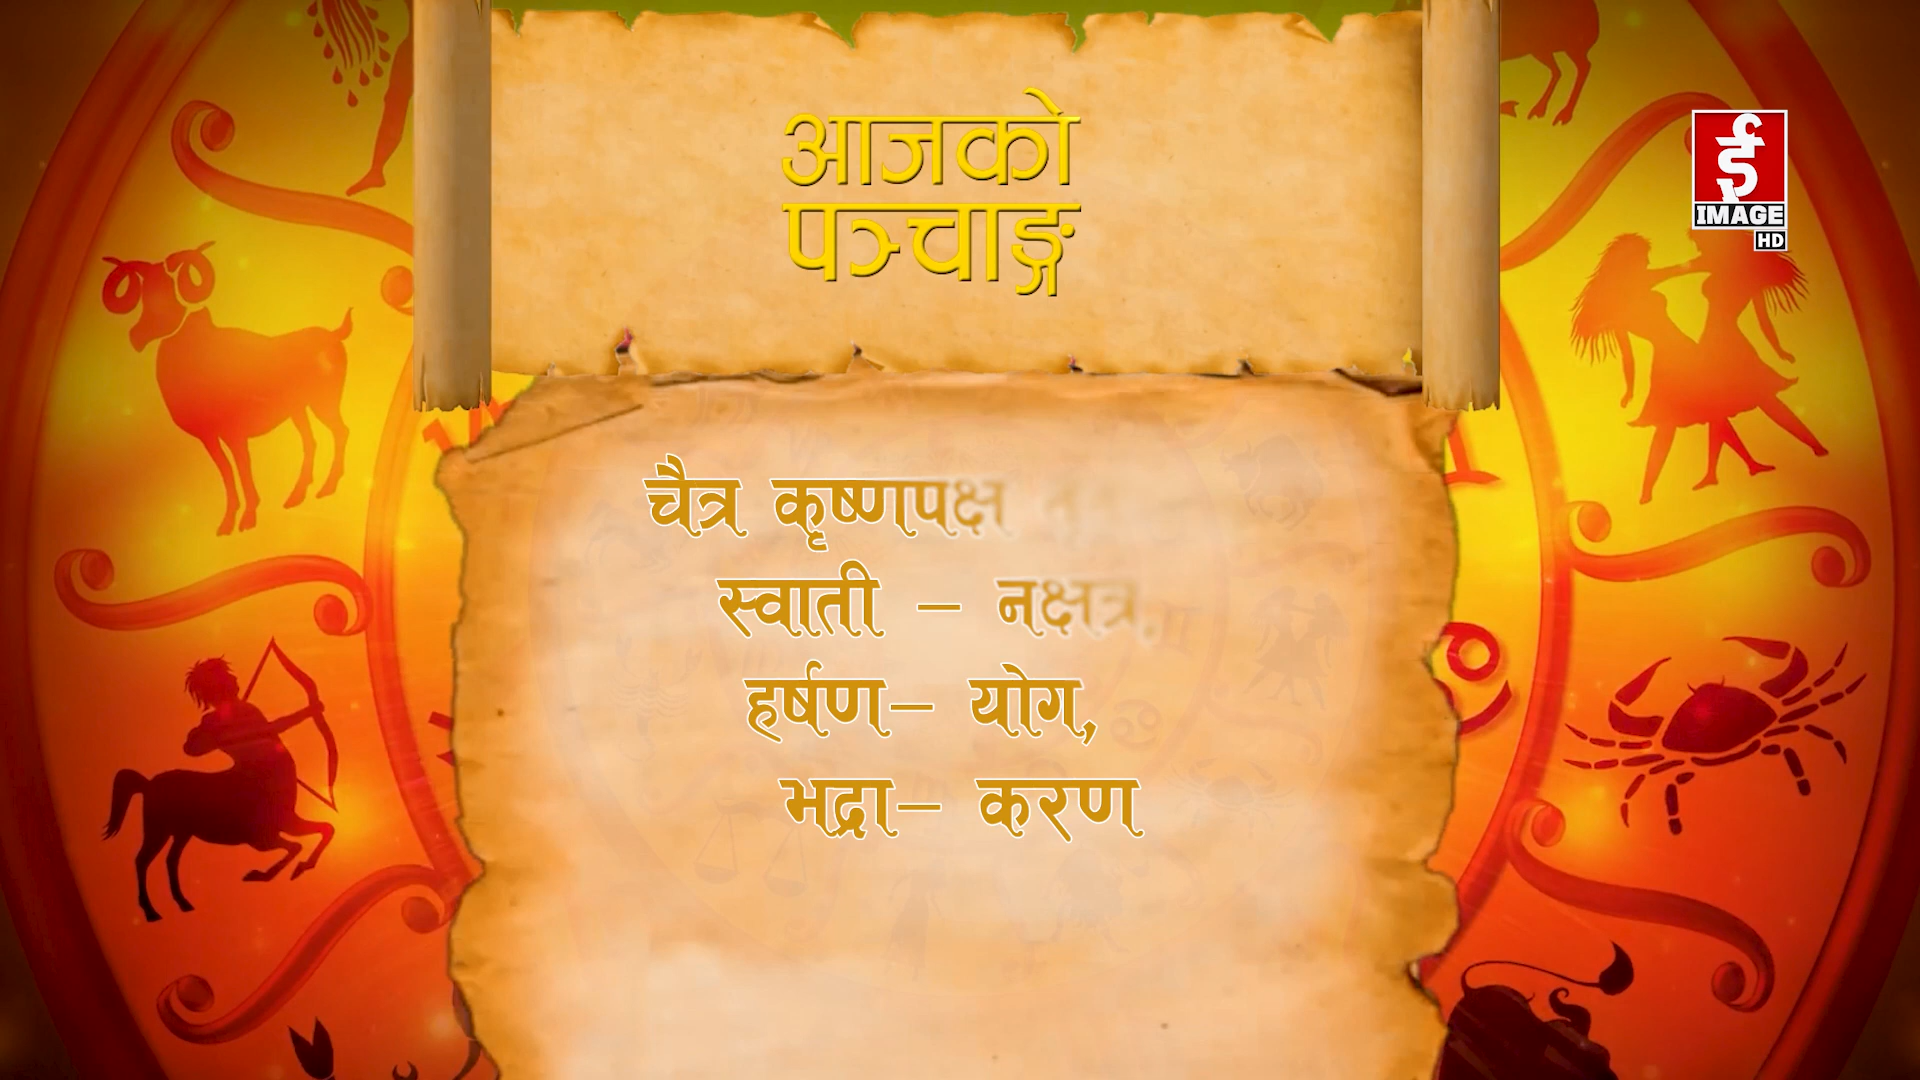 आजको
पञ्चाङ्ग
IMAGE
HD
चैत्र कृष्णपक्ष
स्वाती – नक्षत्र,
हर्षण– योग,
भद्रा– करण